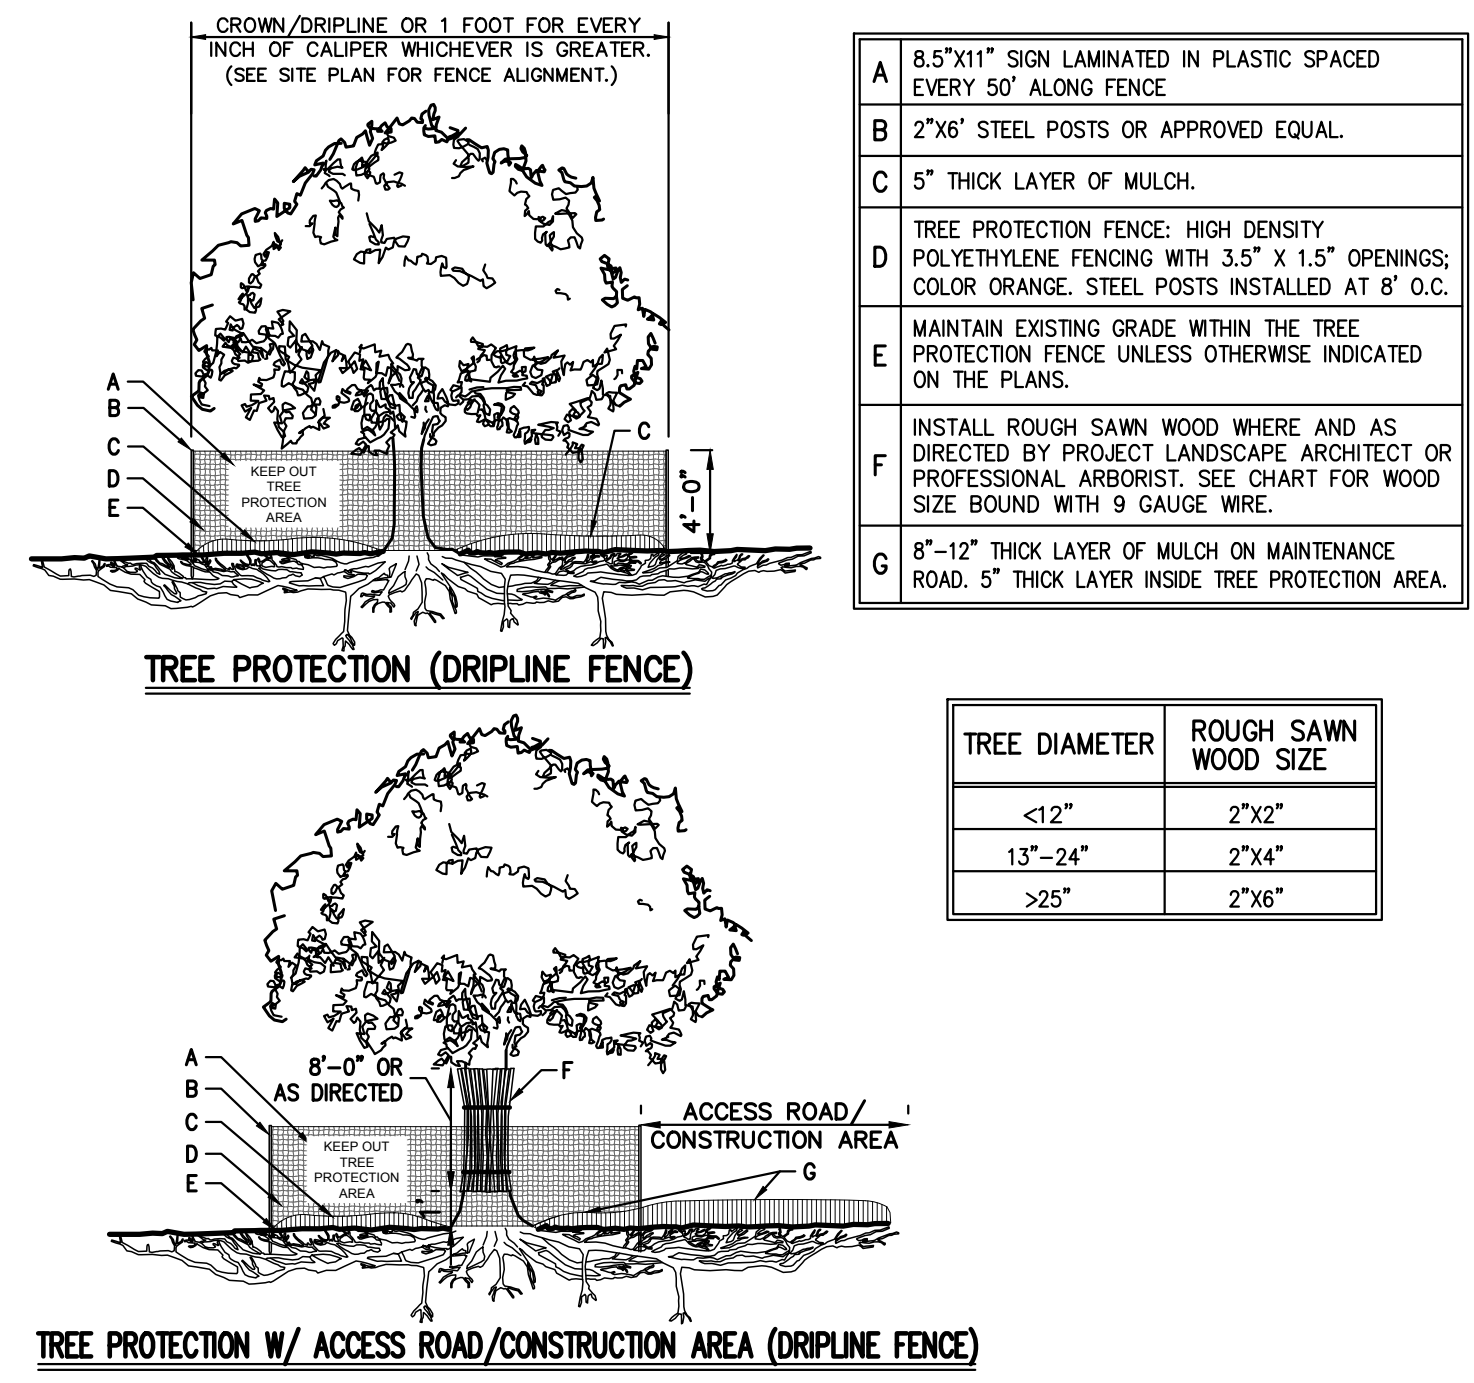 CROWN/DRIPLINE OR 1 FOOT FOR EVERY
INCH OF CALIPER WHICHEVER IS GREATER.
(SEE SITE PLAN FOR FENCE ALIGNMENT.)
A
B
C
D
E
C
KEEP OUT
TREE
PROTECTION
AREA
4'-0"
TREE PROTECTION (DRIPLINE FENCE)
A
8.5"X11" SIGN LAMINATED IN PLASTIC SPACED
EVERY 50' ALONG FENCE
B
2"X6' STEEL POSTS OR APPROVED EQUAL.
C
5" THICK LAYER OF MULCH.
D
TREE PROTECTION FENCE: HIGH DENSITY
POLYETHYLENE FENCING WITH 3.5" X 1.5" OPENINGS;
COLOR ORANGE. STEEL POSTS INSTALLED AT 8' O.C.
E
MAINTAIN EXISTING GRADE WITHIN THE TREE
PROTECTION FENCE UNLESS OTHERWISE INDICATED
ON THE PLANS.
F
INSTALL ROUGH SAWN WOOD WHERE AND AS
DIRECTED BY PROJECT LANDSCAPE ARCHITECT OR
PROFESSIONAL ARBORIST. SEE CHART FOR WOOD
SIZE BOUND WITH 9 GAUGE WIRE.
G
8"-12" THICK LAYER OF MULCH ON MAINTENANCE
ROAD. 5" THICK LAYER INSIDE TREE PROTECTION AREA.
TREE DIAMETER
ROUGH SAWN
WOOD SIZE
<12" 2"X2"
13"-24" 2"X4"
>25" 2"X6"
A
B
C
D
E
8'-0" OR
AS DIRECTED
F
KEEP OUT
TREE
PROTECTION
AREA
1'
ACCESS ROAD/
CONSTRUCTION AREA
G
TREE PROTECTION W/ ACCESS ROAD/CONSTRUCTION AREA (DRIPLINE FENCE)